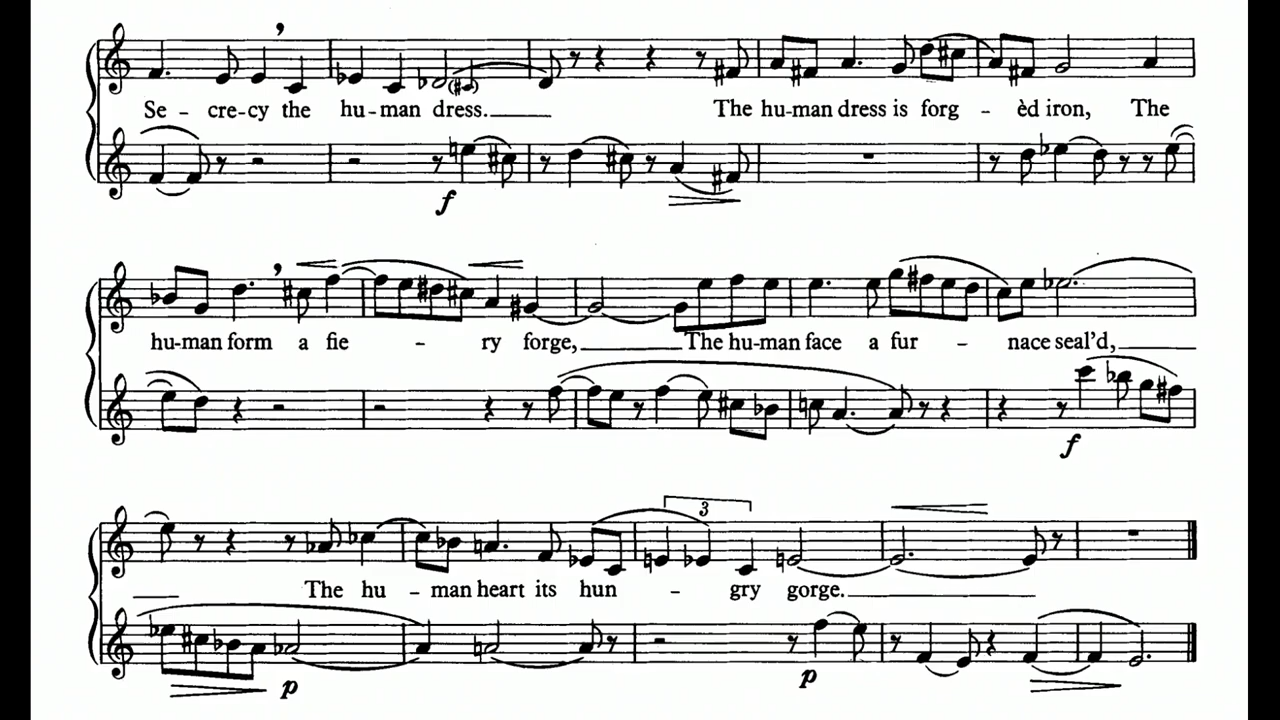 Se - cre-cy the hu-man dress. The hu-man dress is forg - èd iron, The
f
hu-man form a fie - ry forge, The hu-man face a fur - nace seal'd,
f
3
The hu - man heart its hun - gry gorge.
p p